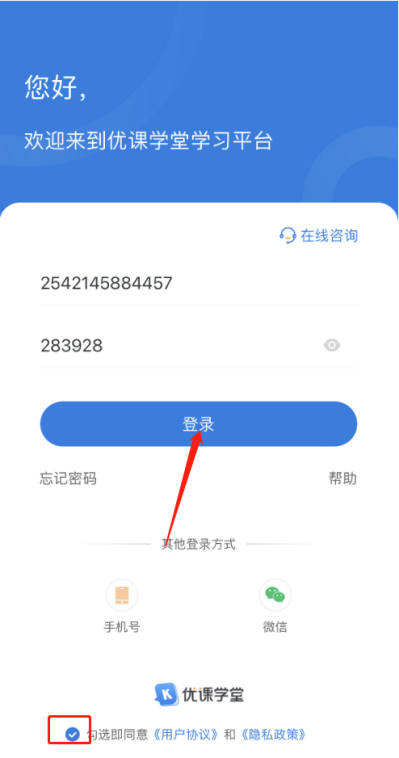 您好，
欢迎来到优课学堂学习平台
在线咨询
2542145884457
283928
登录
忘记密码 帮助
其他登录方式
手机号 微信
K 优课学堂
勾选即同意《用户协议》和《隐私政策》